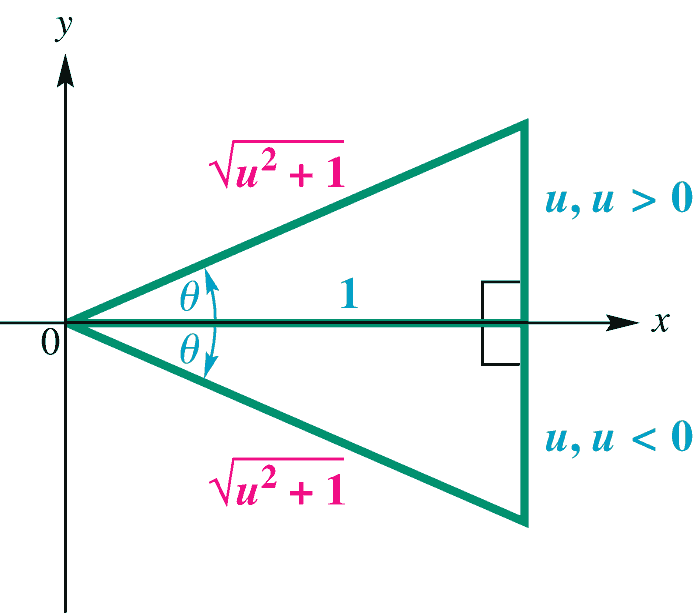 y
√(u² + 1)
u, u > 0
θ
1
x
0
θ
u, u < 0
√(u² + 1)